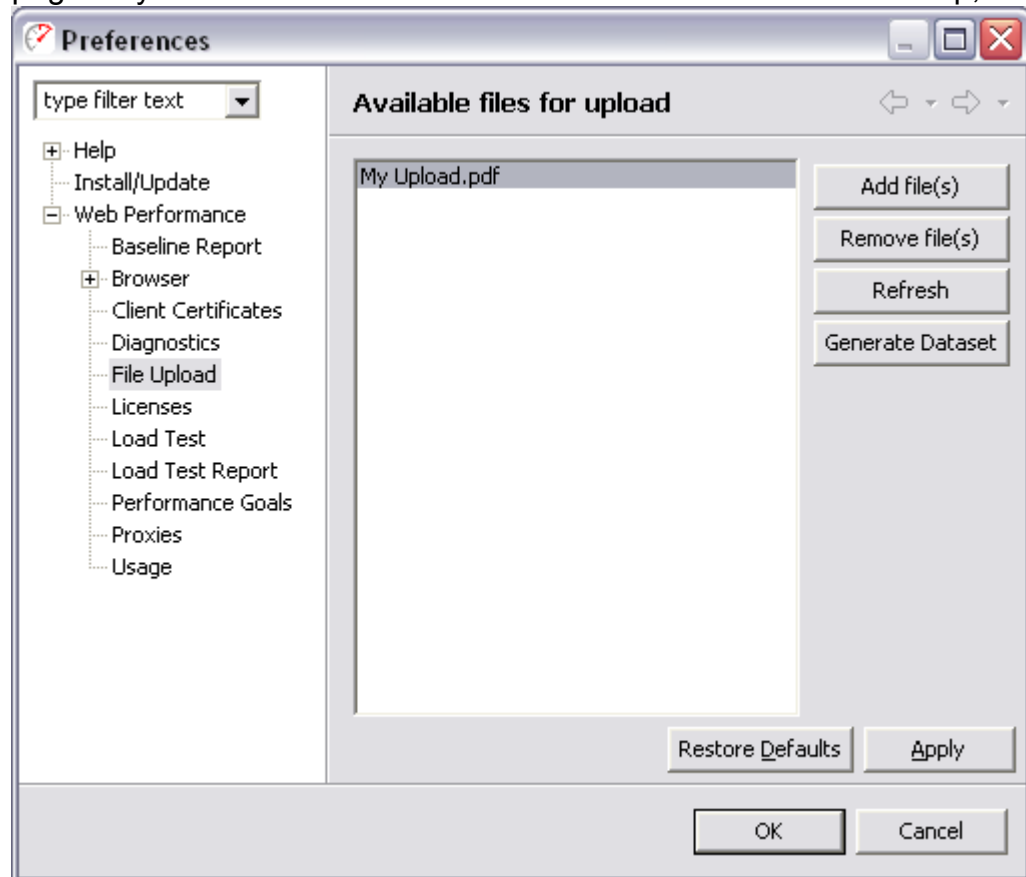 Preferences
type filter text
Help
Install/Update
Web Performance
Baseline Report
Browser
Client Certificates
Diagnostics
File Upload
Licenses
Load Test
Load Test Report
Performance Goals
Proxies
Usage
Available files for upload
My Upload.pdf
Add file(s)
Remove file(s)
Refresh
Generate Dataset
Restore Defaults
Apply
OK
Cancel